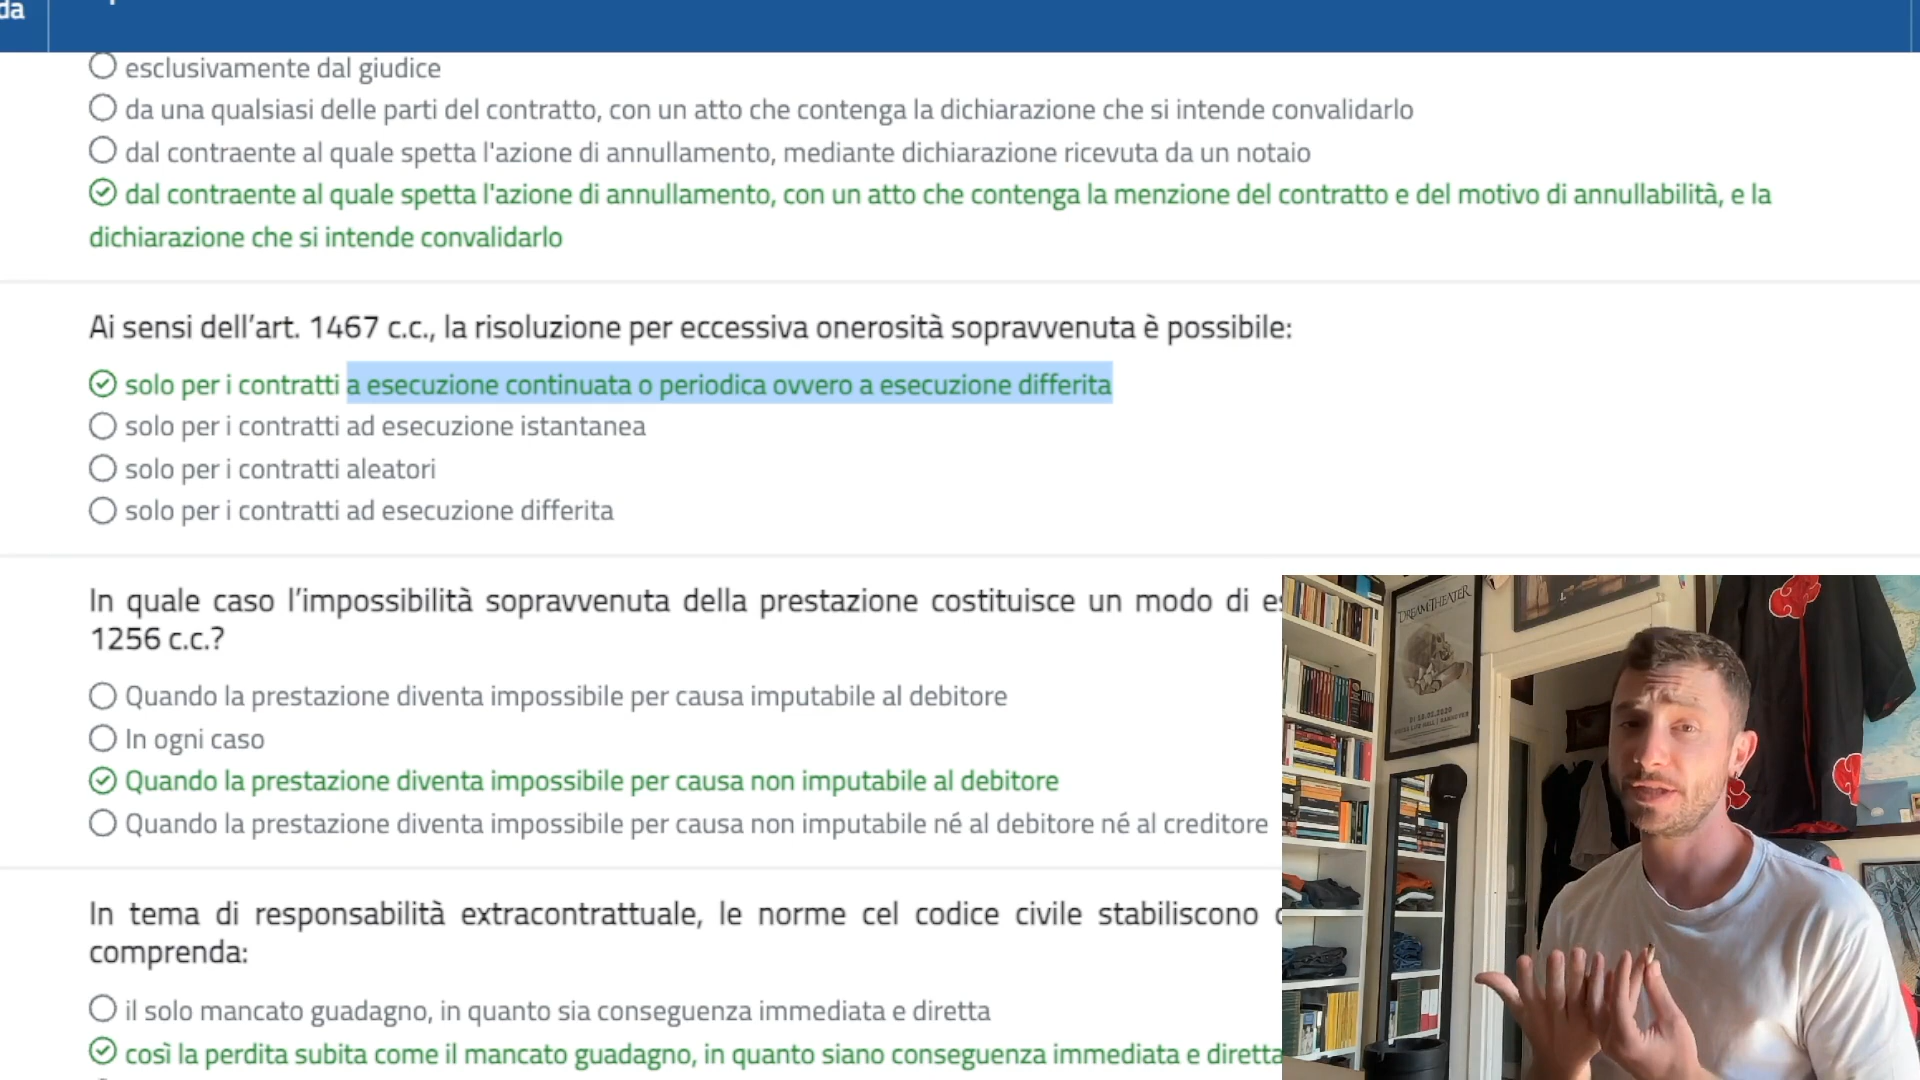 da
esclusivamente dal giudice
da una qualsiasi delle parti del contratto, con un atto che contenga la dichiarazione che si intende convalidarlo
dal contraente al quale spetta l'azione di annullamento, mediante dichiarazione ricevuta da un notaio
dal contraente al quale spetta l'azione di annullamento, con un atto che contenga la menzione del contratto e del motivo di annullabilità, e la
dichiarazione che si intende convalidarlo
Ai sensi dell’art. 1467 c.c., la risoluzione per eccessiva onerosità sopravvenuta è possibile:
solo per i contratti a esecuzione continuata o periodica ovvero a esecuzione differita
solo per i contratti ad esecuzione istantanea
solo per i contratti aleatori
solo per i contratti ad esecuzione differita
In quale caso l’impossibilità sopravvenuta della prestazione costituisce un modo di es
1256 c.c.?
Quando la prestazione diventa impossibile per causa imputabile al debitore
In ogni caso
Quando la prestazione diventa impossibile per causa non imputabile al debitore
Quando la prestazione diventa impossibile per causa non imputabile né al debitore né al creditore
In tema di responsabilità extracontrattuale, le norme cel codice civile stabiliscono
comprenda:
il solo mancato guadagno, in quanto sia conseguenza immediata e diretta
così la perdita subita come il mancato guadagno, in quanto siano conseguenza immediata e diretta
DREAM THEATER